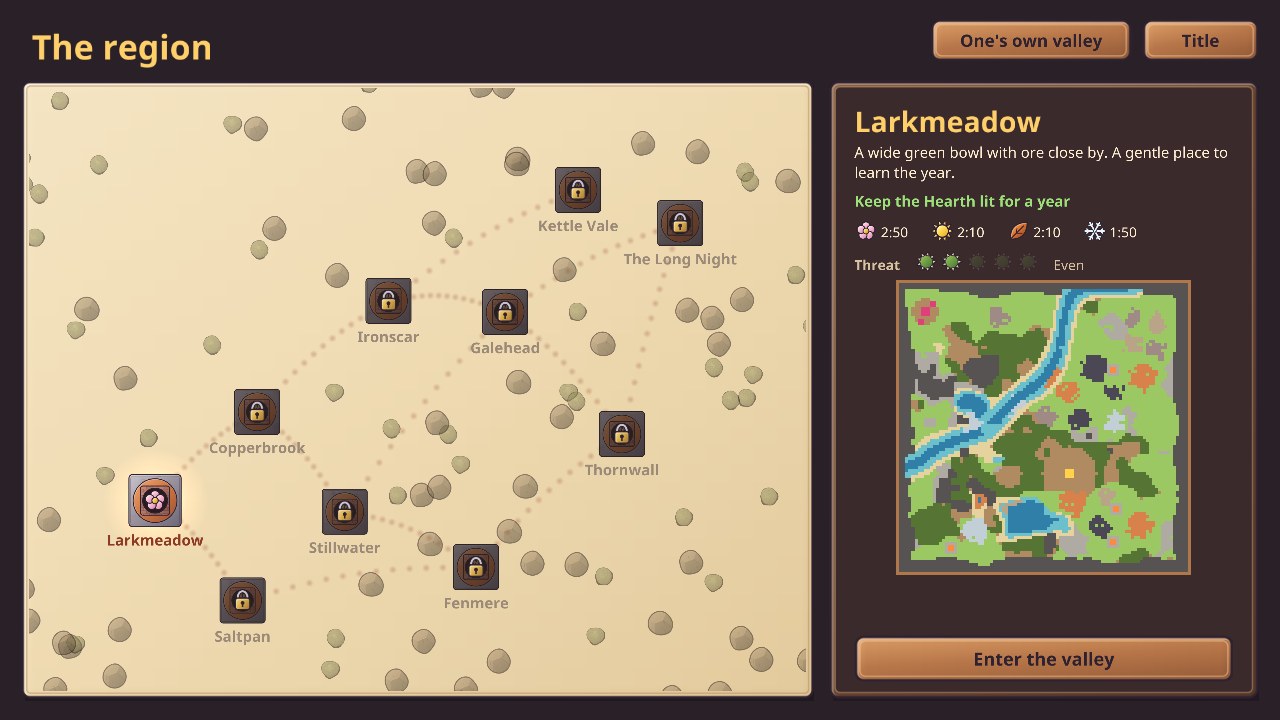 The region
One's own valley
Title
Kettle Vale
The Long Night
Ironscar
Galehead
Copperbrook
Thornwall
Larkmeadow
Stillwater
Fenmere
Saltpan
Larkmeadow
A wide green bowl with ore close by. A gentle place to
learn the year.
Keep the Hearth lit for a year
2:50 2:10 2:10 1:50
Threat Even
Enter the valley